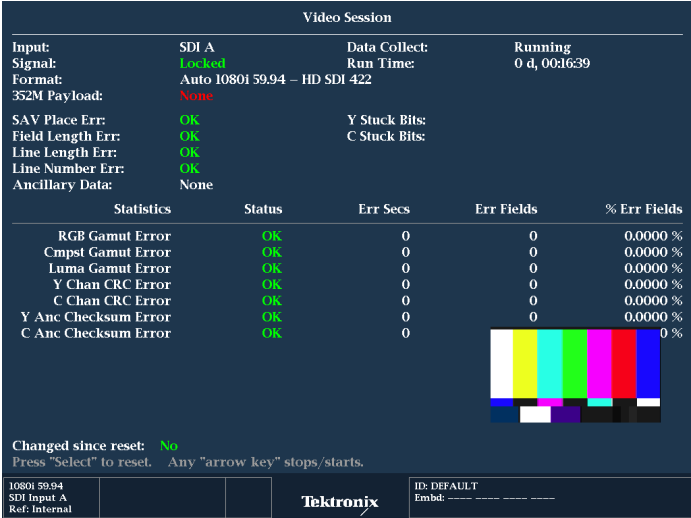 Video Session
Input: SDI A Data Collect: Running
Signal: Locked Run Time: 0 d, 00:16:39
Format: Auto 1080i 59.94 – HD SDI 422
352M Payload: None
SAV Place Err: OK Y Stuck Bits:
Field Length Err: OK C Stuck Bits:
Line Length Err: OK
Line Number Err: OK
Ancillary Data: None
Statistics Status Err Secs Err Fields % Err Fields
RGB Gamut Error OK 0 0 0.0000 %
Cmpst Gamut Error OK 0 0 0.0000 %
Luma Gamut Error OK 0 0 0.0000 %
Y Chan CRC Error OK 0 0 0.0000 %
C Chan CRC Error OK 0 0 0.0000 %
Y Anc Checksum Error OK 0 0 0.0000 %
C Anc Checksum Error OK 0 0 %
Changed since reset: No
Press "Select" to reset. Any "arrow key" stops/starts.
1080i 59.94
SDI Input A
Ref: Internal
Tektronix
ID: DEFAULT
Embd: ---- ---- ---- ----